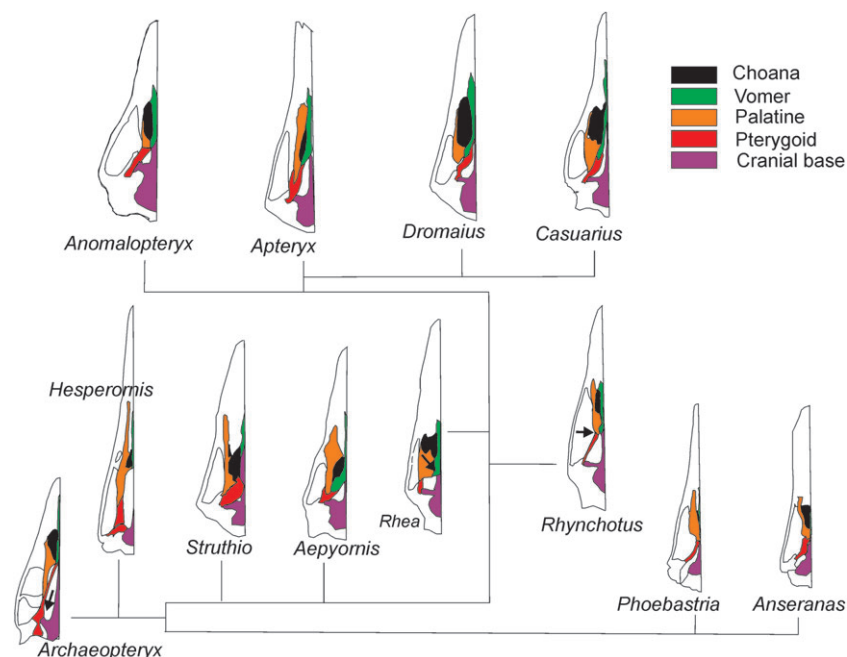 Choana
Vomer
Palatine
Pterygoid
Cranial base
Anomalopteryx
Apteryx
Dromaius
Casuarius
Hesperornis
Struthio
Aepyornis
Rhea
Rhynchotus
Phoebastria
Anseranas
Archaeopteryx